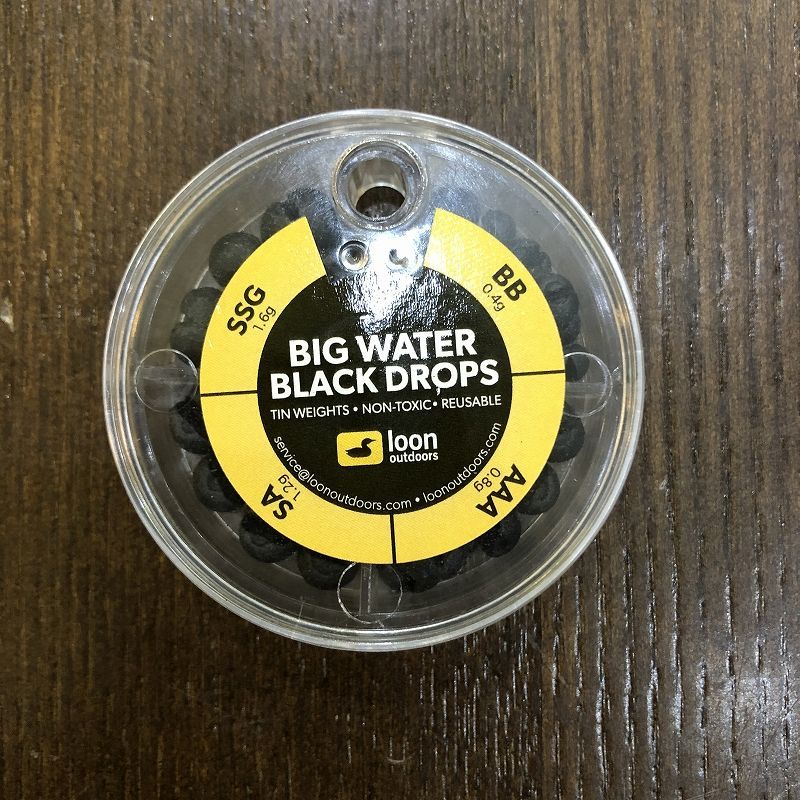 BIG WATER
BLACK DROPS
TIN WEIGHTS • NON-TOXIC • REUSABLE
loon
outdoors
service@loonoutdoors.com • loonoutdoors.com
SSG
1.6g
BB
0.4g
SA
1.2g
AAA
0.8g